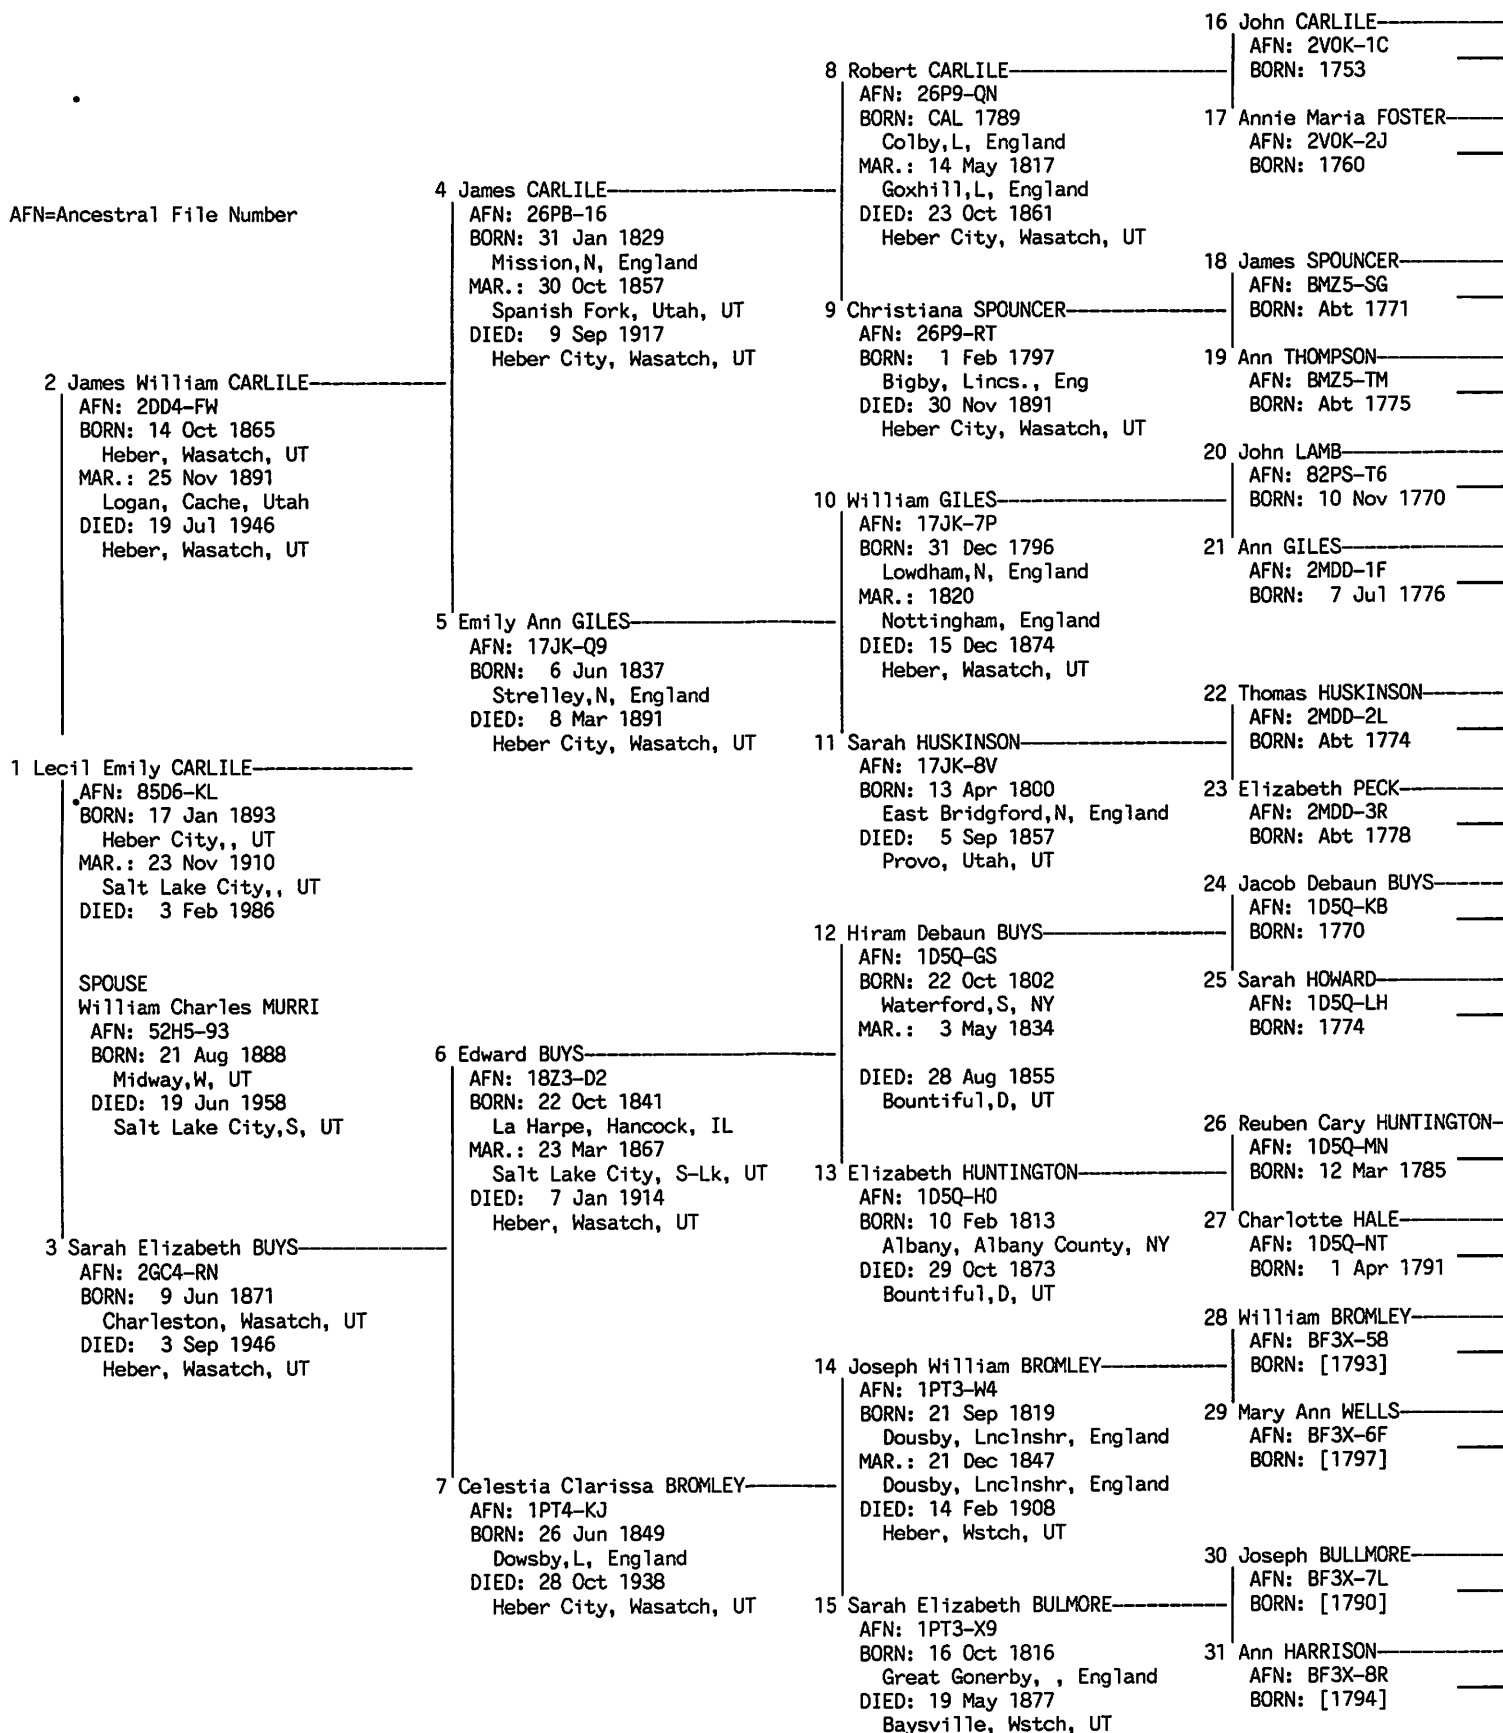 AFN=Ancestral File Number
1 Lecil Emily CARLILE
AFN: 85D6-KL
BORN: 17 Jan 1893
Heber City,, UT
MAR.: 23 Nov 1910
Salt Lake City,, UT
DIED: 3 Feb 1986
SPOUSE
William Charles MURRI
AFN: 52H5-93
BORN: 21 Aug 1888
Midway,W, UT
DIED: 19 Jun 1958
Salt Lake City,S, UT
2 James William CARLILE
AFN: 2DD4-FW
BORN: 14 Oct 1865
Heber, Wasatch, UT
MAR.: 25 Nov 1891
Logan, Cache, Utah
DIED: 19 Jul 1946
Heber, Wasatch, UT
3 Sarah Elizabeth BUYS
AFN: 2GC4-RN
BORN: 9 Jun 1871
Charleston, Wasatch, UT
DIED: 3 Sep 1946
Heber, Wasatch, UT
4 James CARLILE
AFN: 26PB-16
BORN: 31 Jan 1829
Mission,N, England
MAR.: 30 Oct 1857
Spanish Fork, Utah, UT
DIED: 9 Sep 1917
Heber City, Wasatch, UT
5 Emily Ann GILES
AFN: 17JK-Q9
BORN: 6 Jun 1837
Strelley,N, England
DIED: 8 Mar 1891
Heber City, Wasatch, UT
6 Edward BUYS
AFN: 18Z3-D2
BORN: 22 Oct 1841
La Harpe, Hancock, IL
MAR.: 23 Mar 1867
Salt Lake City, S-Lk, UT
DIED: 7 Jan 1914
Heber, Wasatch, UT
7 Celestia Clarissa BROMLEY
AFN: 1PT4-KJ
BORN: 26 Jun 1849
Dowsby,L, England
DIED: 28 Oct 1938
Heber City, Wasatch, UT
8 Robert CARLILE
AFN: 26P9-QN
BORN: CAL 1789
Colby,L, England
MAR.: 14 May 1817
Goxhill,L, England
DIED: 23 Oct 1861
Heber City, Wasatch, UT
9 Christiana SPOUNCER
AFN: 26P9-RT
BORN: 1 Feb 1797
Bigby, Lincs., Eng
DIED: 30 Nov 1891
Heber City, Wasatch, UT
10 William GILES
AFN: 17JK-7P
BORN: 31 Dec 1796
Lowdham,N, England
MAR.: 1820
Nottingham, England
DIED: 15 Dec 1874
Heber, Wasatch, UT
11 Sarah HUSKINSON
AFN: 17JK-8V
BORN: 13 Apr 1800
East Bridgford,N, England
DIED: 5 Sep 1857
Provo, Utah, UT
12 Hiram Debaun BUYS
AFN: 1D5Q-GS
BORN: 22 Oct 1802
Waterford,S, NY
MAR.: 3 May 1834
DIED: 28 Aug 1855
Bountiful,D, UT
13 Elizabeth HUNTINGTON
AFN: 1D5Q-H0
BORN: 10 Feb 1813
Albany, Albany County, NY
DIED: 29 Oct 1873
Bountiful,D, UT
14 Joseph William BROMLEY
AFN: 1PT3-W4
BORN: 21 Sep 1819
Dousby, Lnclnshr, England
MAR.: 21 Dec 1847
Dousby, Lnclnshr, England
DIED: 14 Feb 1908
Heber, Wstch, UT
15 Sarah Elizabeth BULMORE
AFN: 1PT3-X9
BORN: 16 Oct 1816
Great Gonerby, , England
DIED: 19 May 1877
Baysville, Wstch, UT
16 John CARLILE
AFN: 2V0K-1C
BORN: 1753
17 Annie Maria FOSTER
AFN: 2V0K-2J
BORN: 1760
18 James SPOUNCER
AFN: BMZ5-SG
BORN: Abt 1771
19 Ann THOMPSON
AFN: BMZ5-TM
BORN: Abt 1775
20 John LAMB
AFN: 82PS-T6
BORN: 10 Nov 1770
21 Ann GILES
AFN: 2MDD-1F
BORN: 7 Jul 1776
22 Thomas HUSKINSON
AFN: 2MDD-2L
BORN: Abt 1774
23 Elizabeth PECK
AFN: 2MDD-3R
BORN: Abt 1778
24 Jacob Debaun BUYS
AFN: 1D5Q-KB
BORN: 1770
25 Sarah HOWARD
AFN: 1D5Q-LH
BORN: 1774
26 Reuben Cary HUNTINGTON
AFN: 1D5Q-MN
BORN: 12 Mar 1785
27 Charlotte HALE
AFN: 1D5Q-NT
BORN: 1 Apr 1791
28 William BROMLEY
AFN: BF3X-58
BORN: [1793]
29 Mary Ann WELLS
AFN: BF3X-6F
BORN: [1797]
30 Joseph BULLMORE
AFN: BF3X-7L
BORN: [1790]
31 Ann HARRISON
AFN: BF3X-8R
BORN: [1794]